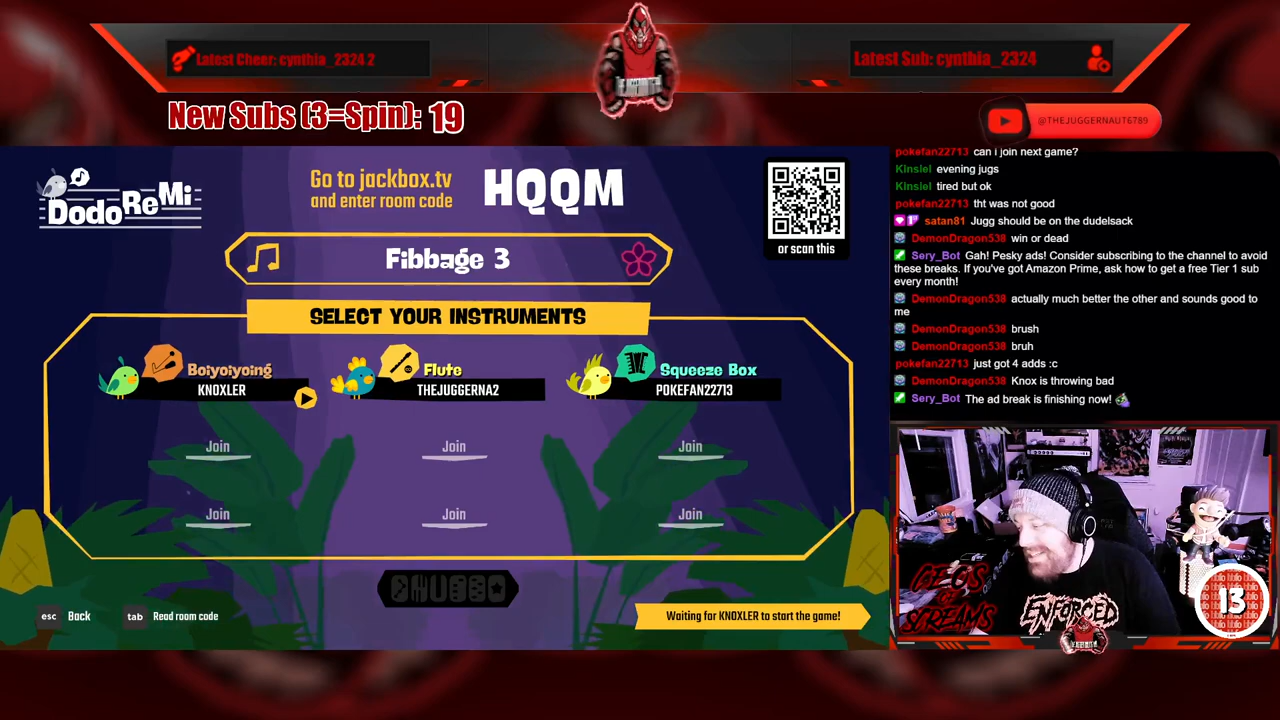 Latest Cheer: cynthia_2324 2
Latest Sub: cynthia_2324
New Subs (3=Spin): 19
@THEJUGGERNAUT6789
DodoReMi
Go to jackbox.tv
and enter room code
HQQM
or scan this
Fibbage 3
SELECT YOUR INSTRUMENTS
Boiyoiyoing
KNOXLER
Flute
THEJUGGERNA2
Squeeze Box
POKEFAN22713
Join
Join
Join
Join
Join
Join
esc Back
tab Read room code
Waiting for KNOXLER to start the game!
pokefan22713 can i join next game?
Kinsiel evening jugs
Kinsiel tired but ok
pokefan22713 tht was not good
satan81 Jugg should be on the dudelsack
DemonDragon538 win or dead
Sery_Bot Gah! Pesky ads! Consider subscribing to the channel to avoid
these breaks. If you've got Amazon Prime, ask how to get a free Tier 1 sub
every month!
DemonDragon538 actually much better the other and sounds good to
me
DemonDragon538 brush
DemonDragon538 bruh
pokefan22713 just got 4 adds :c
DemonDragon538 Knox is throwing bad
Sery_Bot The ad break is finishing now!
SCREAMS
ENFORCED
13